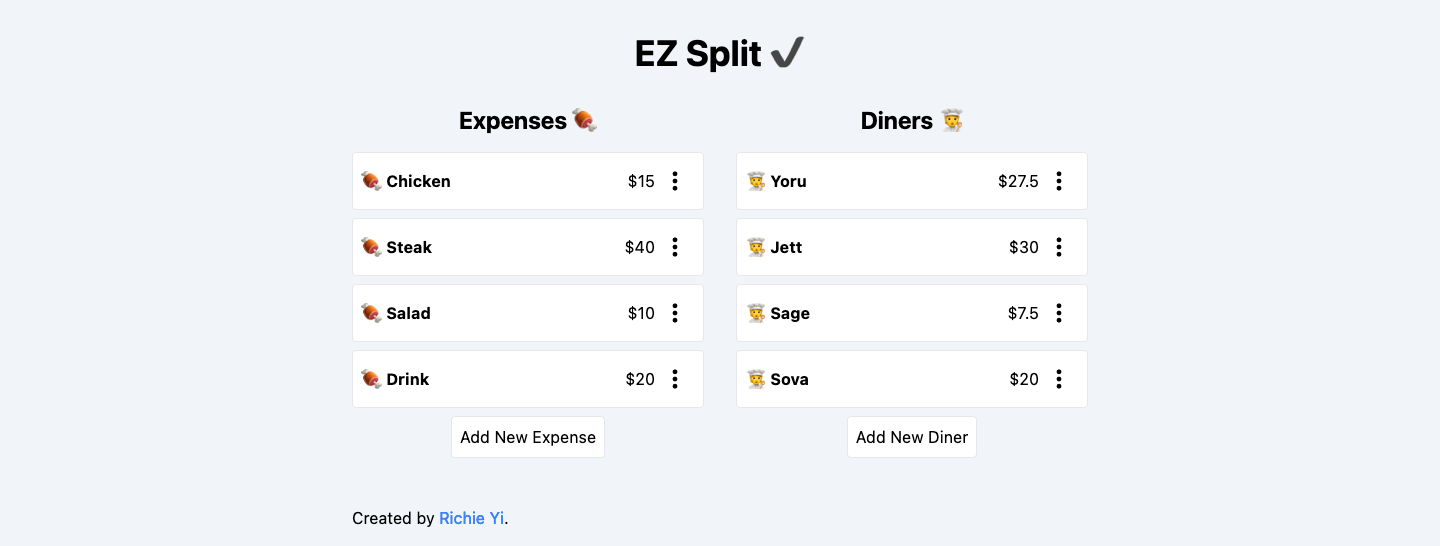 EZ Split ✔️
Expenses 🍖
Chicken $15
Steak $40
Salad $10
Drink $20
Add New Expense
Diners 👨‍🍳
Yoru $27.5
Jett $30
Sage $7.5
Sova $20
Add New Diner
Created by Richie Yi.